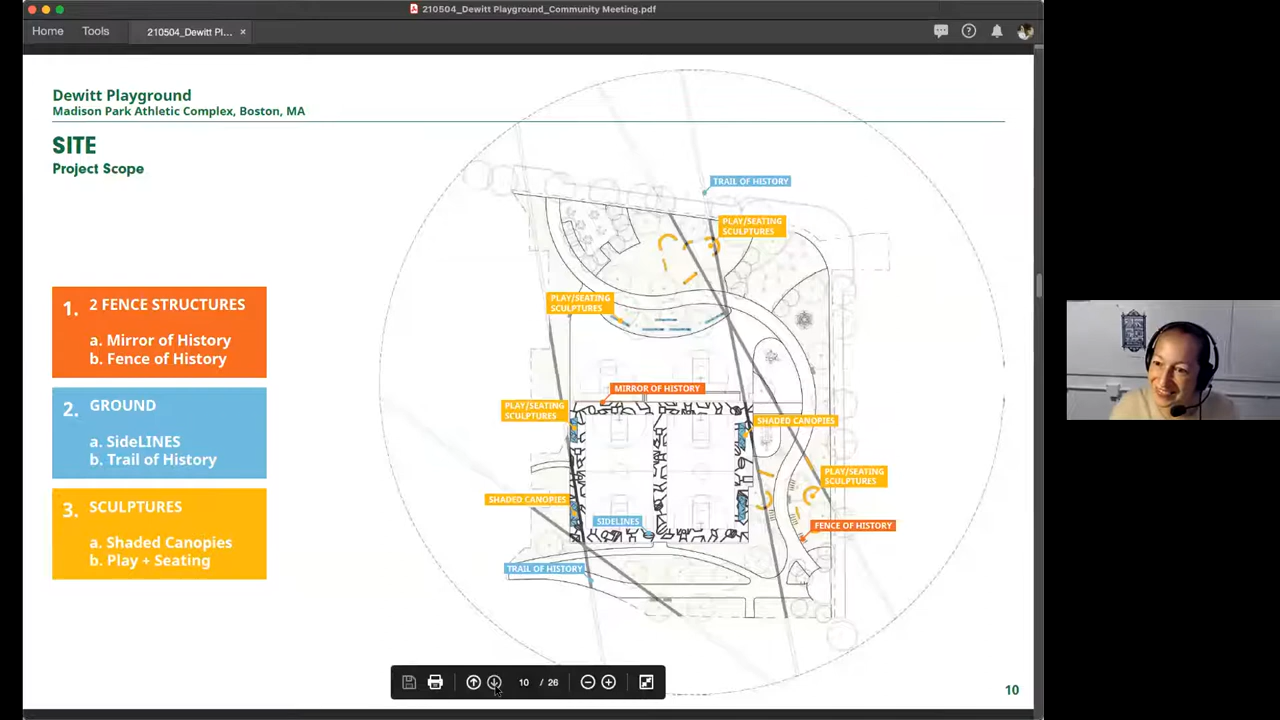 210504_Dewitt Playground_Community Meeting.pdf
Home
Tools
210504_Dewitt Pl...
×
Dewitt Playground
Madison Park Athletic Complex, Boston, MA
SITE
Project Scope
1. 2 FENCE STRUCTURES
a. Mirror of History
b. Fence of History
2. GROUND
a. SideLINES
b. Trail of History
3. SCULPTURES
a. Shaded Canopies
b. Play + Seating
TRAIL OF HISTORY
PLAY/SEATING
SCULPTURES
PLAY/SEATING
SCULPTURES
MIRROR OF HISTORY
PLAY/SEATING
SCULPTURES
SHADED CANOPIES
PLAY/SEATING
SCULPTURES
SHADED CANOPIES
SIDELINES
FENCE OF HISTORY
TRAIL OF HISTORY
10 / 26
10